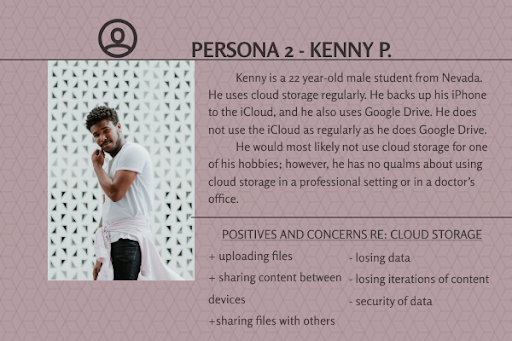 PERSONA 2 - KENNY P.
Kenny is a 22 year-old male student from Nevada.
He uses cloud storage regularly. He backs up his iPhone
to the iCloud, and he also uses Google Drive. He does
not use the iCloud as regularly as he does Google Drive.
He would most likely not use cloud storage for one
of his hobbies; however, he has no qualms about using
cloud storage in a professional setting or in a doctor's
office.
POSITIVES AND CONCERNS RE: CLOUD STORAGE
+ uploading files
+ sharing content between
devices
+sharing files with others
- losing data
- losing iterations of content
- security of data